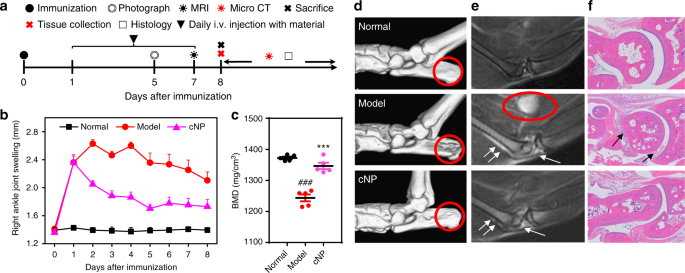 a
Immunization Photograph MRI Micro CT Sacrifice
Tissue collection Histology Daily i.v. injection with material
0 1 5 7 8
Days after immunization
b
Normal Model cNP
Right ankle joint swelling (mm)
2.8
2.4
2.0
1.6
1.2
0 1 2 3 4 5 6 7 8
Days after immunization
c
BMD (mg/cm³)
1400
1300
1200
1100
###
***
Normal
Model
cNP
d
Normal
Model
cNP
e
f